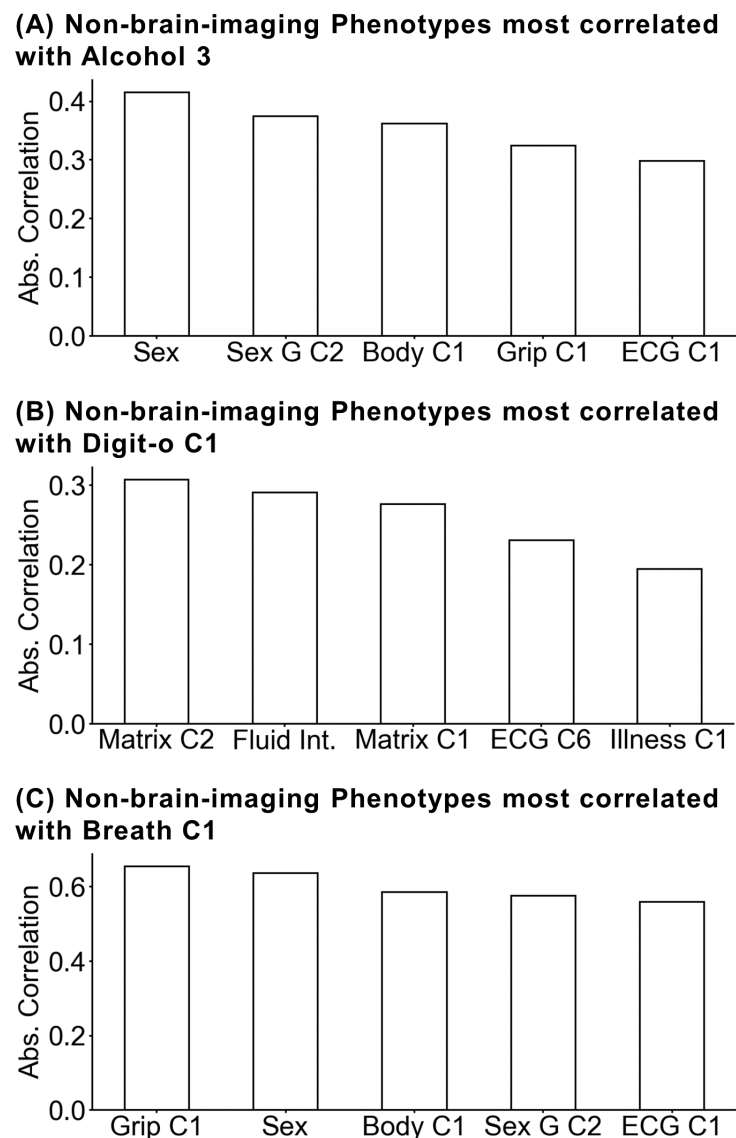 (A) Non-brain-imaging Phenotypes most correlated
with Alcohol 3
Abs. Correlation
0.4
0.3
0.2
0.1
0.0
Sex Sex G C2 Body C1 Grip C1 ECG C1
(B) Non-brain-imaging Phenotypes most correlated
with Digit-o C1
Abs. Correlation
0.3
0.2
0.1
0.0
Matrix C2 Fluid Int. Matrix C1 ECG C6 Illness C1
(C) Non-brain-imaging Phenotypes most correlated
with Breath C1
Abs. Correlation
0.6
0.4
0.2
0.0
Grip C1 Sex Body C1 Sex G C2 ECG C1